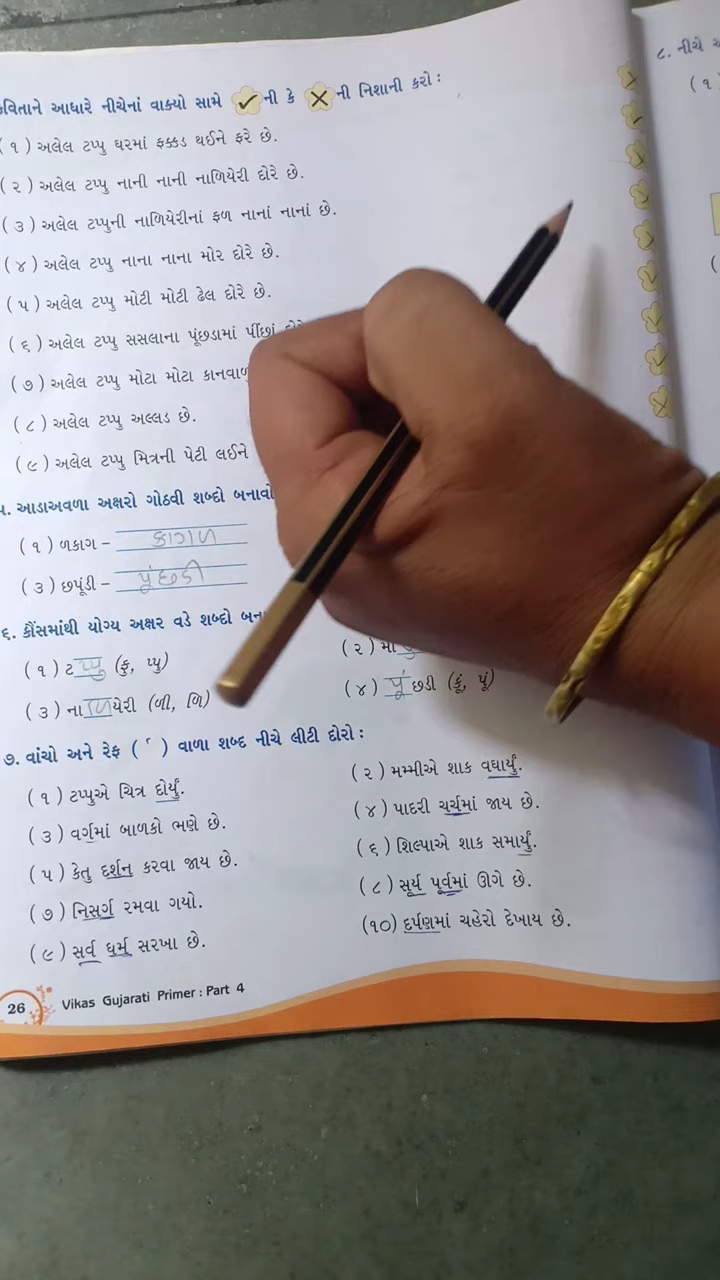 કવિતાને આધારે નીચેનાં વાક્યો સામે ✓ ની કે ✗ ની નિશાની કરો :
૮. નીચે
(૧) અલેલ ટપ્પુ ઘરમાં ફક્કડ થઈને ફરે છે.
(૨) અલેલ ટપ્પુ નાની નાની નાળિયેરી દોરે છે.
(૩) અલેલ ટપ્પુની નાળિયેરીનાં ફળ નાનાં નાનાં છે.
(૪) અલેલ ટપ્પુ નાના નાના મોર દોરે છે.
(૫) અલેલ ટપ્પુ મોટી મોટી ઢેલ દોરે છે.
(૬) અલેલ ટપ્પુ સસલાના પૂંછડામાં પીંછાં
(૭) અલેલ ટપ્પુ મોટા મોટા કાનવાળ
(૮) અલેલ ટપ્પુ અલ્લડ છે.
(૯) અલેલ ટપ્પુ મિત્રની પેટી લઈને
૫. આડાઅવળા અક્ષરો ગોઠવી શબ્દો બનાવો
(૧) ળકાગ – કાગળ
(૩) છપૂંડી – પૂંછડી
૬. કૌંસમાંથી યોગ્ય અક્ષર વડે શબ્દો બના
(૧) ટપ્પુ (કુ, પ્પુ)
(૨) મો
(૩) નાળિયેરી (ળી, ળિ)
(૪) પૂંછડી (કૂં, પૂં)
૭. વાંચો અને રેફ ( ૅ ) વાળા શબ્દ નીચે લીટી દોરો :
(૧) ટપ્પુએ ચિત્ર દોર્યું.
(૨) મમ્મીએ શાક વઘાર્યું.
(૩) વર્ગમાં બાળકો ભણે છે.
(૪) પાદરી ચર્ચમાં જાય છે.
(૫) કેતુ દર્શન કરવા જાય છે.
(૬) શિલ્પાએ શાક સમાર્યું.
(૭) નિસર્ગ રમવા ગયો.
(૮) સૂર્ય પૂર્વમાં ઊગે છે.
(૯) સર્વ ધર્મ સરખા છે.
(૧૦) દર્પણમાં ચહેરો દેખાય છે.
26 Vikas Gujarati Primer : Part 4